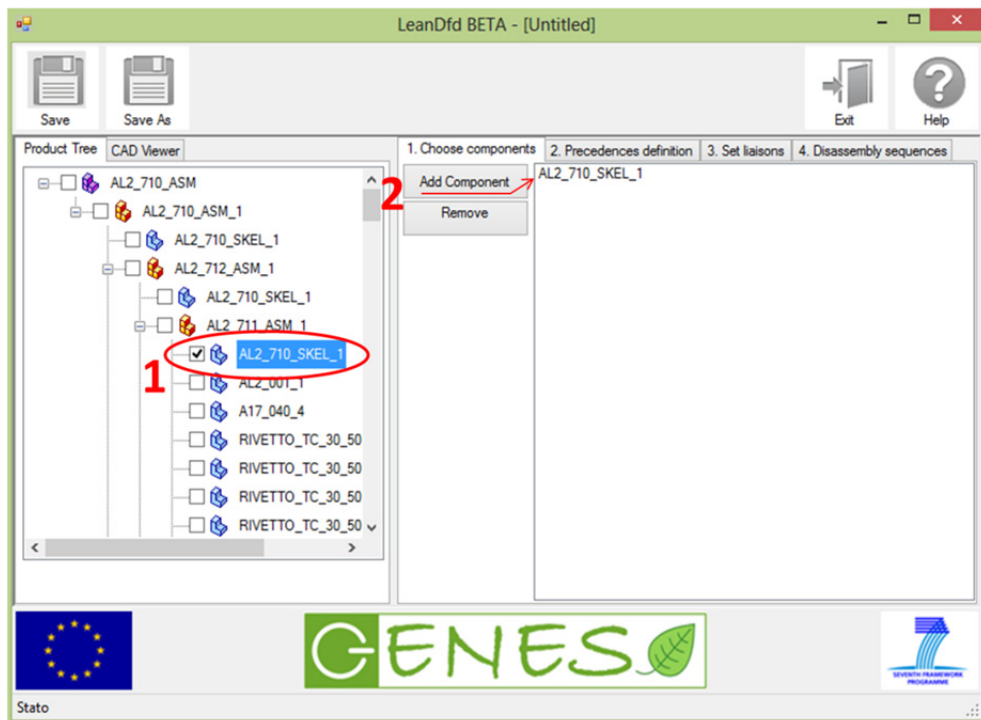 LeanDfd BETA - [Untitled]
Save
Save As
Exit
Help
Product Tree
CAD Viewer
1. Choose components
2. Precedences definition
3. Set liaisons
4. Disassembly sequences
AL2_710_ASM
AL2_710_ASM_1
AL2_710_SKEL_1
AL2_712_ASM_1
AL2_710_SKEL_1
AL2_711_ASM_1
AL2_710_SKEL_1
AL2_001_1
A17_040_4
RIVETTO_TC_30_50
RIVETTO_TC_30_50
RIVETTO_TC_30_50
RIVETTO_TC_30_50
1
Add Component
Remove
2
AL2_710_SKEL_1
GENESI
SEVENTH FRAMEWORK
PROGRAMME
Stato